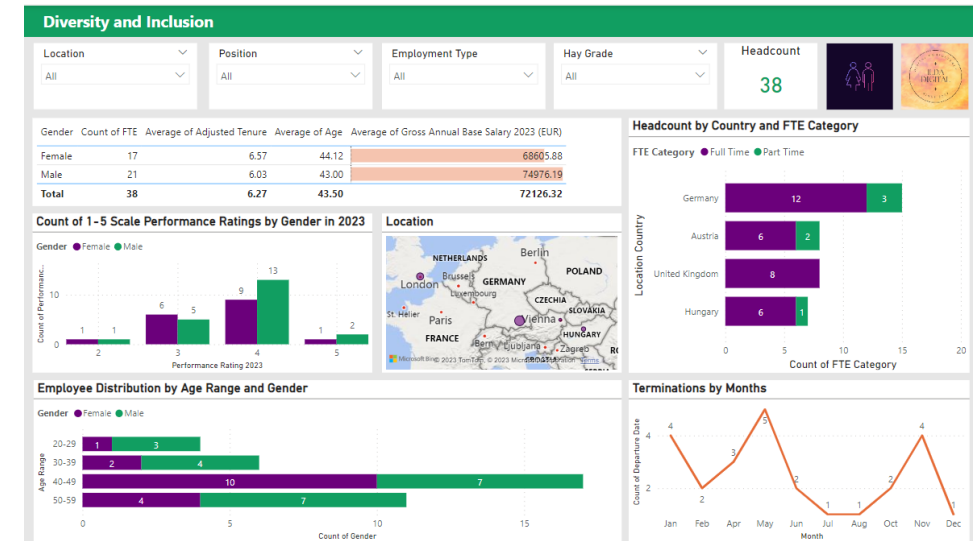 Diversity and Inclusion
Location Position Employment Type Hay Grade Headcount
All All All All
38
ILDA
DIGITAL
Gender Count of FTE Average of Adjusted Tenure Average of Age Average of Gross Annual Base Salary 2023 (EUR)
Female 17 6.57 44.12 68605.88
Male 21 6.03 43.00 74976.19
Total 38 6.27 43.50 72126.32
Headcount by Country and FTE Category
FTE Category Full Time Part Time
Location Country
Germany 12 3
Austria 6 2
United Kingdom 8
Hungary 6 1
0 5 10 15 20
Count of FTE Category
Count of 1-5 Scale Performance Ratings by Gender in 2023
Gender Female Male
Count of Performanc...
10
0
1 1 6 5 9 13 1 2
2 3 4 5
Performance Rating 2023
Location
NETHERLANDS
Berlin
London
Brussels
GERMANY
POLAND
Luxembourg
CZECHIA
St. Helier
Paris
Vienna
SLOVAKIA
FRANCE
Bern
Ljubljana
HUNGARY
Zagreb
Microsoft Bing
© 2023 TomTom, © 2023 Microsoft Corporation Terms
Employee Distribution by Age Range and Gender
Gender Female Male
Age Range
20-29 1 3
30-39 2 4
40-49 10 7
50-59 4 7
0 5 10 15
Count of Gender
Terminations by Months
Count of Departure Date
4
2
4 2 3 5 2 1 1 2 4 1
Jan Feb Apr May Jun Jul Aug Oct Nov Dec
Month